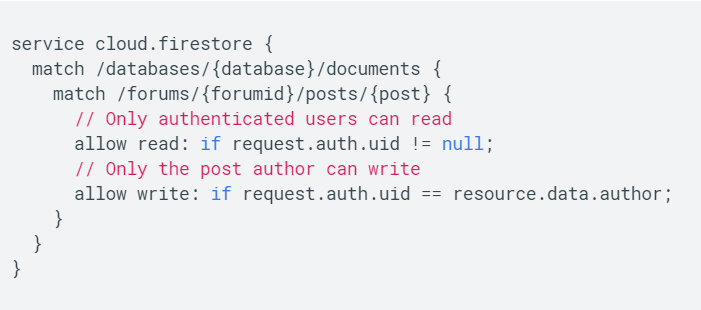 service cloud.firestore {
  match /databases/{database}/documents {
    match /forums/{forumid}/posts/{post} {
      // Only authenticated users can read
      allow read: if request.auth.uid != null;
      // Only the post author can write
      allow write: if request.auth.uid == resource.data.author;
    }
  }
}